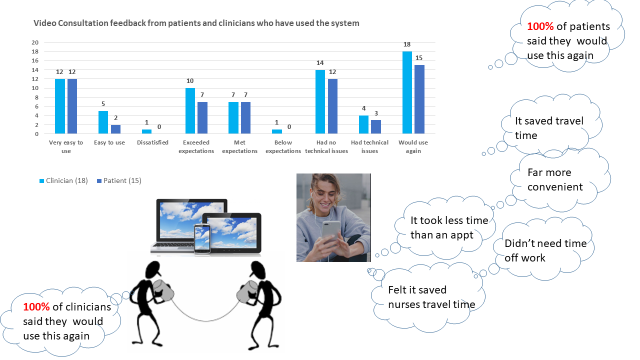 Video Consultation feedback from patients and clinicians who have used the system
20
18
16
14
12
10
8
6
4
2
0
12 12
5 2
1 0
10 7
7 7
1 0
14 12
4 3
18 15
Very easy to use
Easy to use
Dissatisfied
Exceeded expectations
Met expectations
Below expectations
Had no technical issues
Had technical issues
Would use again
Clinician (18) Patient (15)
100% of patients
said they would
use this again
It saved travel
time
Far more
convenient
It took less time
than an appt
Didn't need time
off work
Felt it saved
nurses travel time
100% of clinicians
said they would
use this again